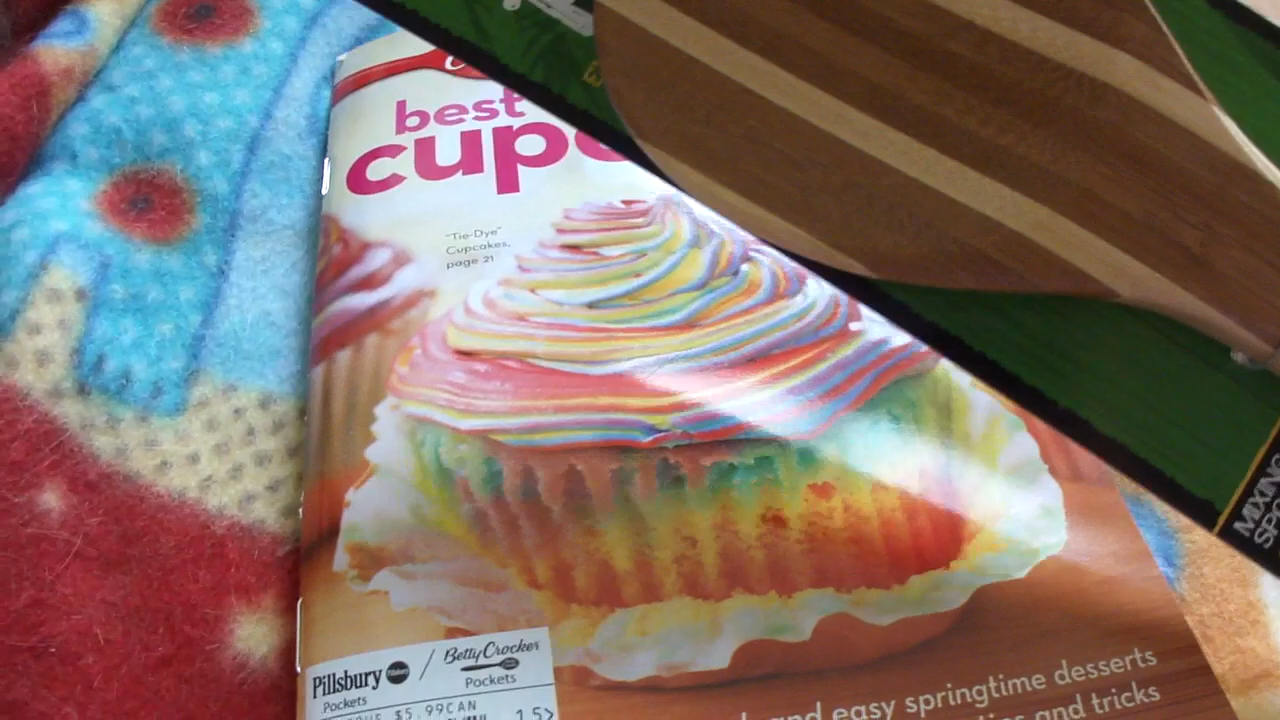 best
cupc
"Tie-Dye"
Cupcakes,
page 21
Pillsbury / Betty Crocker
Pockets Pockets
$5.99CAN
and easy springtime desserts
and tricks
MIXING
SPO